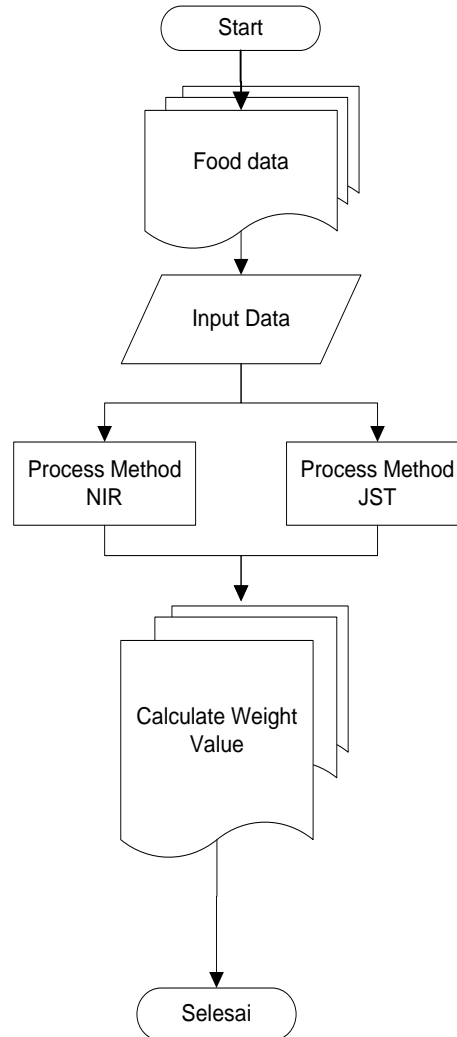 Start
Food data
Input Data
Process Method
NIR
Process Method
JST
Calculate Weight
Value
Selesai